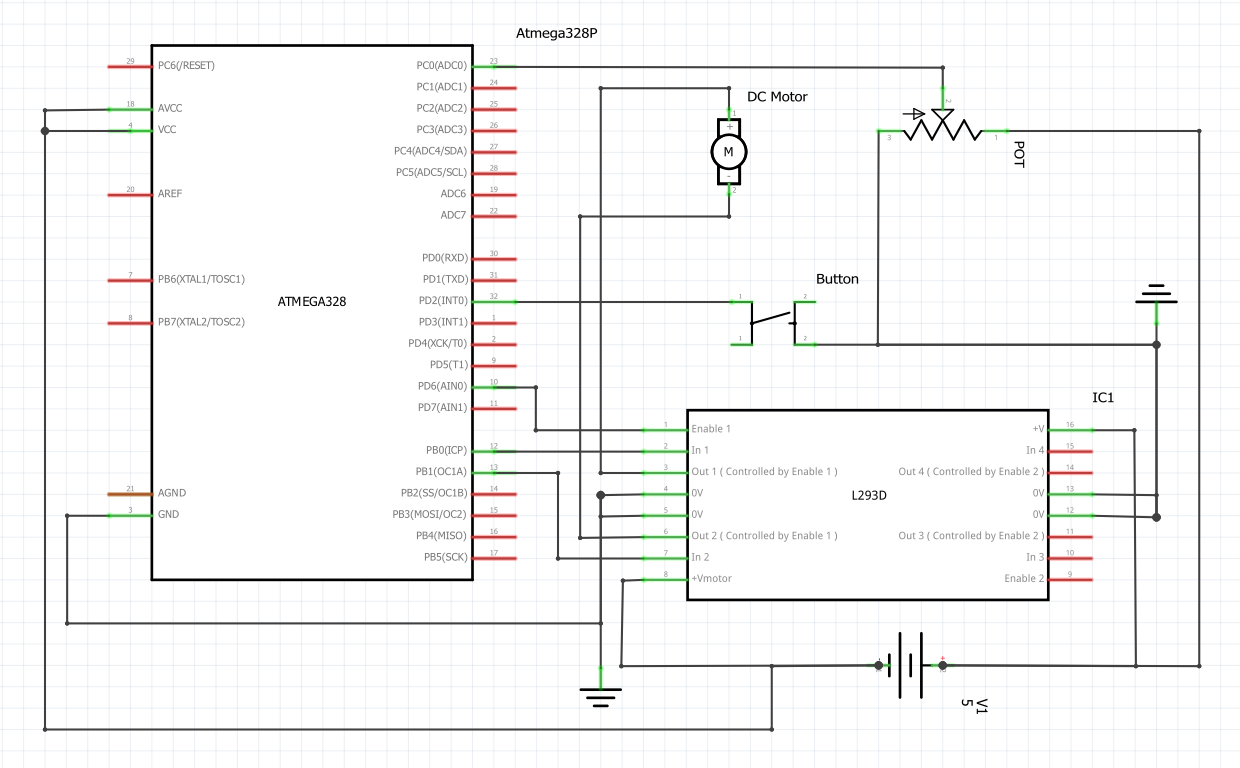 Atmega328P
29
PC6(/RESET)
18
AVCC
4
VCC
20
AREF
7
PB6(XTAL1/TOSC1)
8
PB7(XTAL2/TOSC2)
21
AGND
3
GND
ATMEGA328
PC0(ADC0)
23
PC1(ADC1)
24
PC2(ADC2)
25
PC3(ADC3)
26
PC4(ADC4/SDA)
27
PC5(ADC5/SCL)
28
ADC6
19
ADC7
22
PD0(RXD)
30
PD1(TXD)
31
PD2(INT0)
32
PD3(INT1)
1
PD4(XCK/T0)
2
PD5(T1)
9
PD6(AIN0)
10
PD7(AIN1)
11
PB0(ICP)
12
PB1(OC1A)
13
PB2(SS/OC1B)
14
PB3(MOSI/OC2)
15
PB4(MISO)
16
PB5(SCK)
17
DC Motor
1
+
M
-
2
2
3
1
POT
Button
1
2
1
2
IC1
1
Enable 1
2
In 1
3
Out 1 ( Controlled by Enable 1 )
4
0V
5
0V
6
Out 2 ( Controlled by Enable 1 )
7
In 2
8
+Vmotor
L293D
+V
16
In 4
15
Out 4 ( Controlled by Enable 2 )
14
0V
13
0V
12
Out 3 ( Controlled by Enable 2 )
11
In 3
10
Enable 2
9
+
V1
5